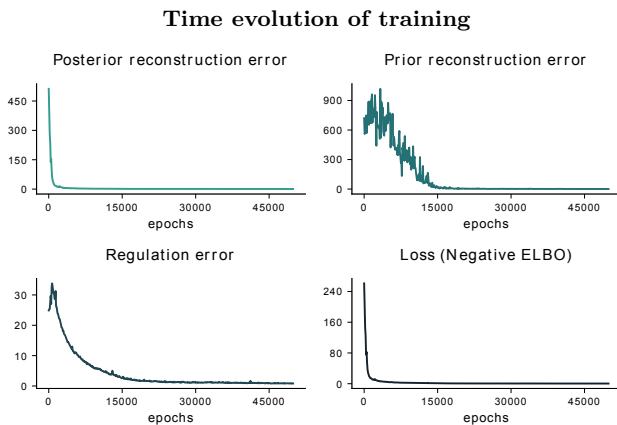 Time evolution of training
Posterior reconstruction error
450
300
150
0
0 15000 30000 45000
epochs
Prior reconstruction error
900
600
300
0
0 15000 30000 45000
epochs
Regulation error
30
20
10
0
0 15000 30000 45000
epochs
Loss (Negative ELBO)
240
160
80
0
0 15000 30000 45000
epochs